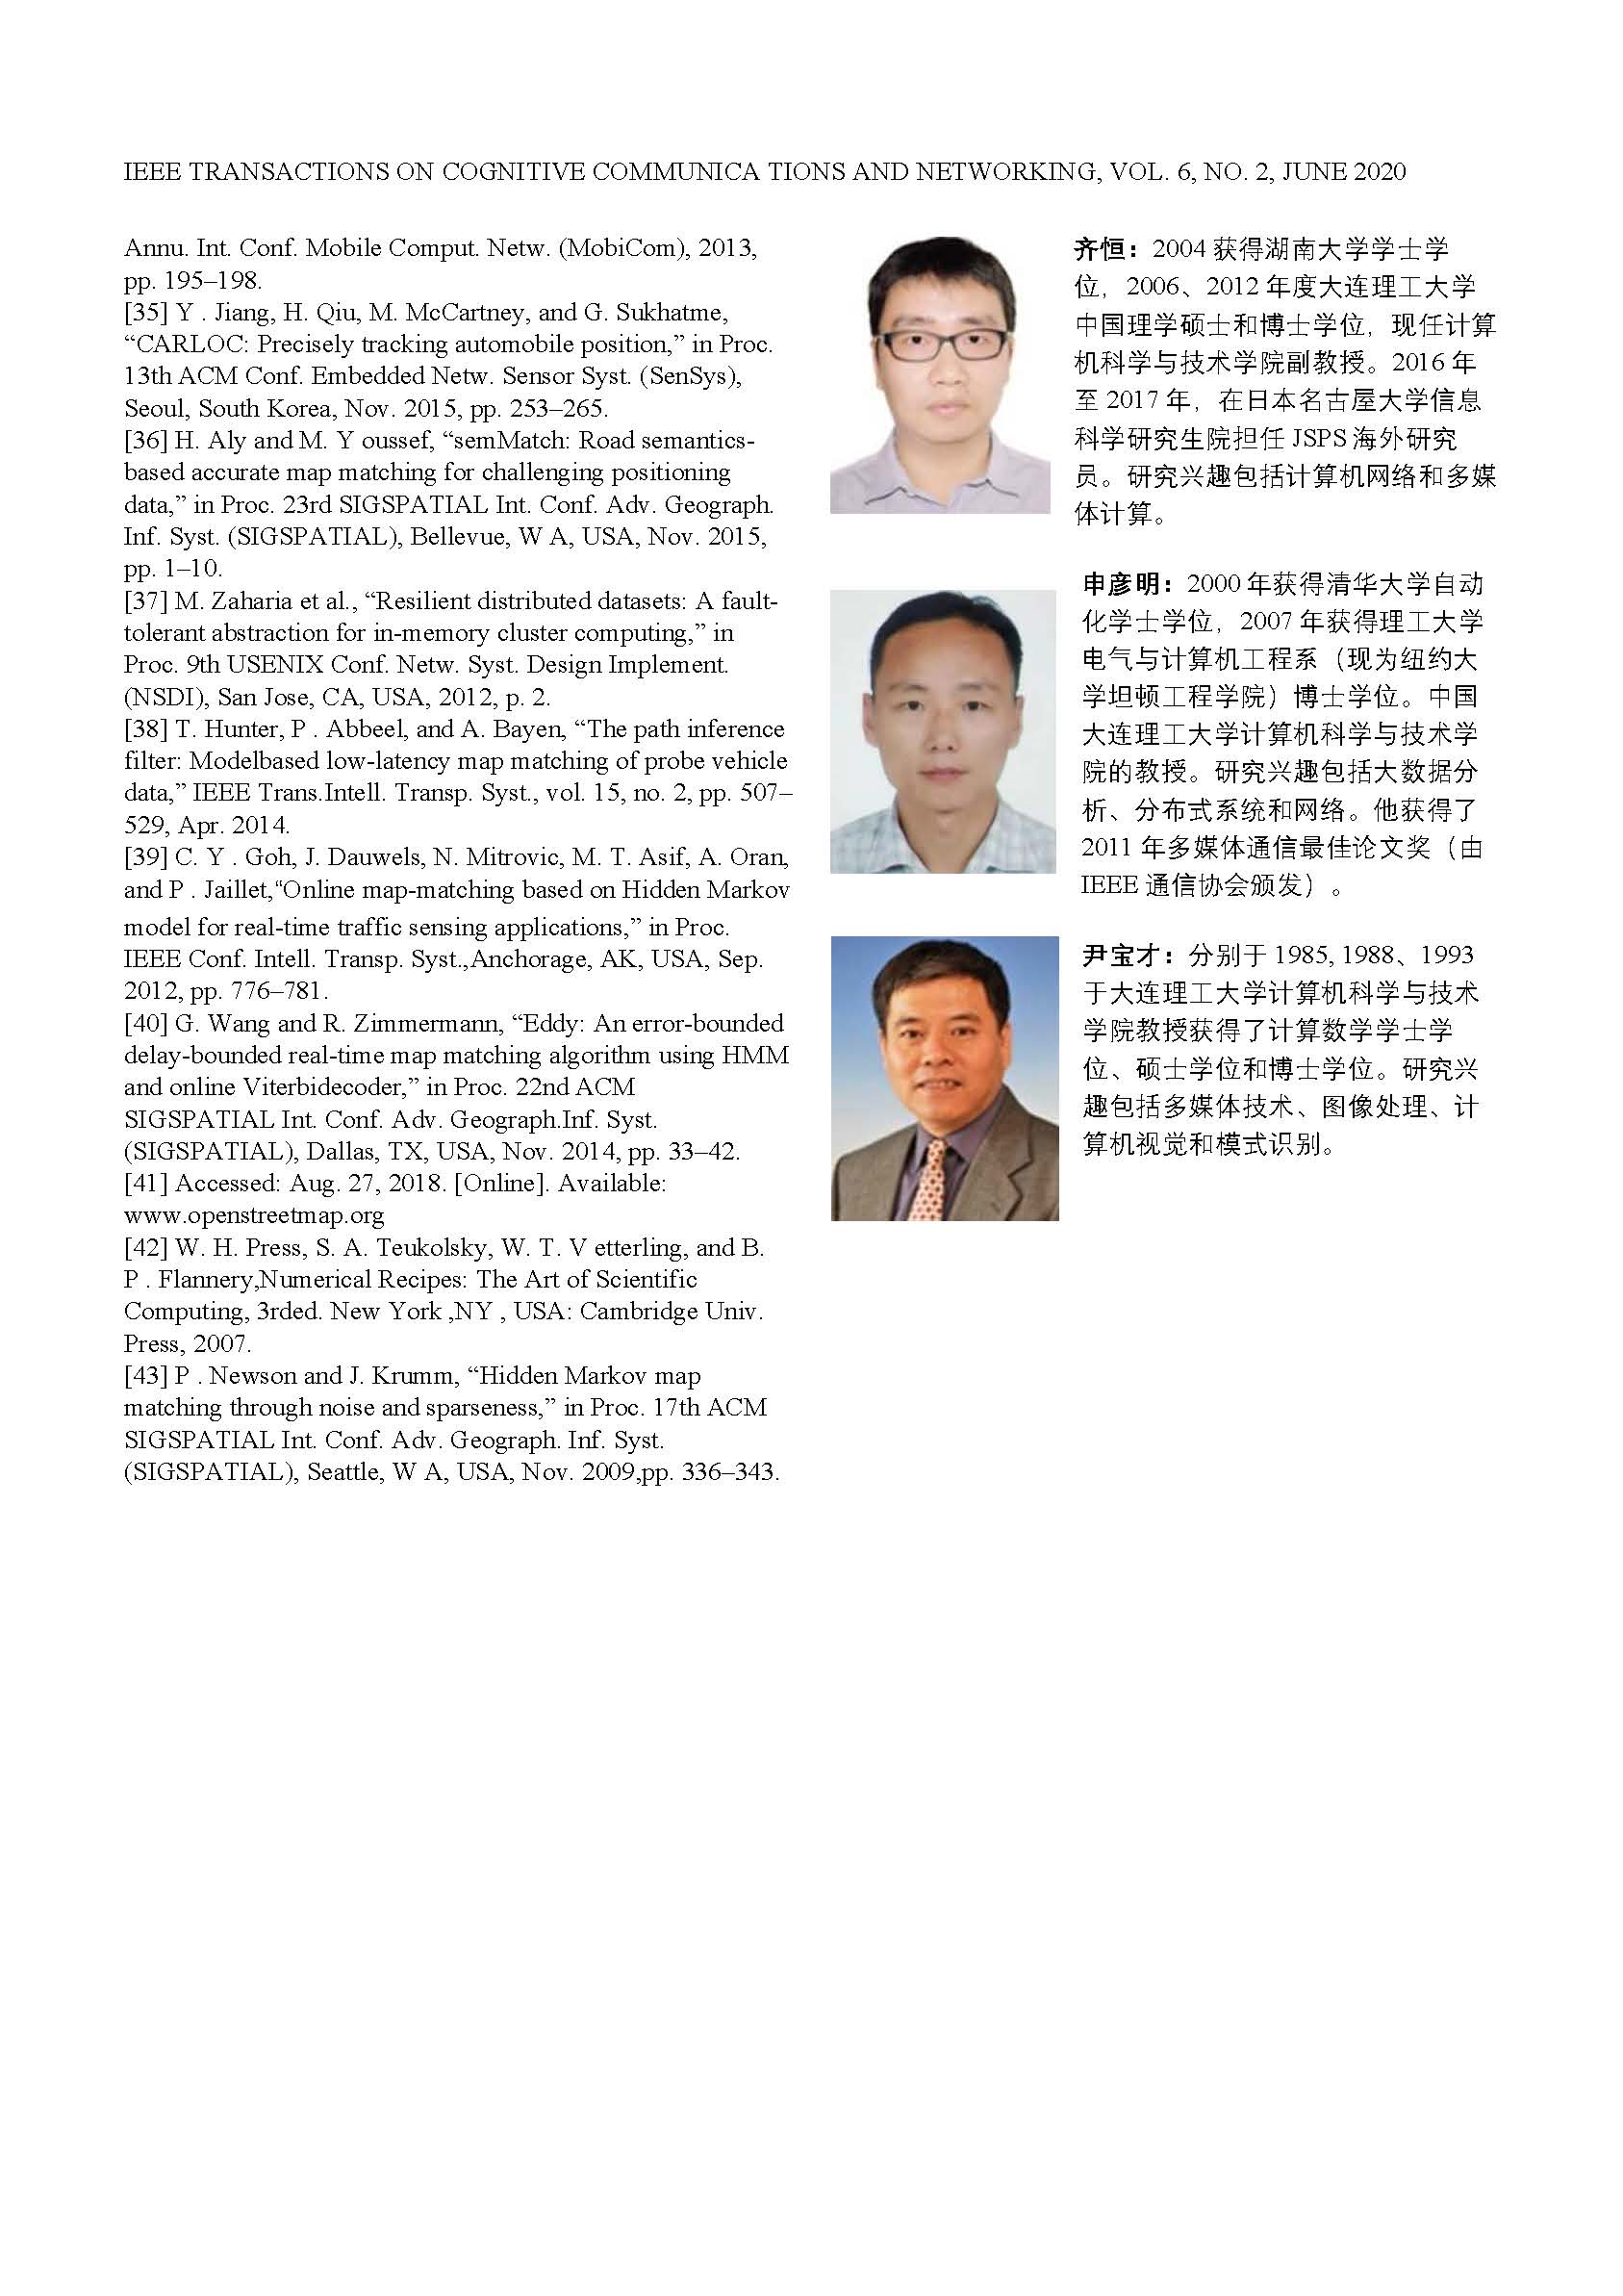 IEEE TRANSACTIONS ON COGNITIVE COMMUNICA TIONS AND NETWORKING, VOL. 6, NO. 2, JUNE 2020
Annu. Int. Conf. Mobile Comput. Netw. (MobiCom), 2013,
pp. 195–198.
[35] Y . Jiang, H. Qiu, M. McCartney, and G. Sukhatme,
“CARLOC: Precisely tracking automobile position,” in Proc.
13th ACM Conf. Embedded Netw. Sensor Syst. (SenSys),
Seoul, South Korea, Nov. 2015, pp. 253–265.
[36] H. Aly and M. Y oussef, “semMatch: Road semantics-
based accurate map matching for challenging positioning
data,” in Proc. 23rd SIGSPATIAL Int. Conf. Adv. Geograph.
Inf. Syst. (SIGSPATIAL), Bellevue, W A, USA, Nov. 2015,
pp. 1–10.
[37] M. Zaharia et al., “Resilient distributed datasets: A fault-
tolerant abstraction for in-memory cluster computing,” in
Proc. 9th USENIX Conf. Netw. Syst. Design Implement.
(NSDI), San Jose, CA, USA, 2012, p. 2.
[38] T. Hunter, P . Abbeel, and A. Bayen, “The path inference
filter: Modelbased low-latency map matching of probe vehicle
data,” IEEE Trans.Intell. Transp. Syst., vol. 15, no. 2, pp. 507–
529, Apr. 2014.
[39] C. Y . Goh, J. Dauwels, N. Mitrovic, M. T. Asif, A. Oran,
and P . Jaillet,“Online map-matching based on Hidden Markov
model for real-time traffic sensing applications,” in Proc.
IEEE Conf. Intell. Transp. Syst.,Anchorage, AK, USA, Sep.
2012, pp. 776–781.
[40] G. Wang and R. Zimmermann, “Eddy: An error-bounded
delay-bounded real-time map matching algorithm using HMM
and online Viterbidecoder,” in Proc. 22nd ACM
SIGSPATIAL Int. Conf. Adv. Geograph.Inf. Syst.
(SIGSPATIAL), Dallas, TX, USA, Nov. 2014, pp. 33–42.
[41] Accessed: Aug. 27, 2018. [Online]. Available:
www.openstreetmap.org
[42] W. H. Press, S. A. Teukolsky, W. T. V etterling, and B.
P . Flannery,Numerical Recipes: The Art of Scientific
Computing, 3rded. New York ,NY , USA: Cambridge Univ.
Press, 2007.
[43] P . Newson and J. Krumm, “Hidden Markov map
matching through noise and sparseness,” in Proc. 17th ACM
SIGSPATIAL Int. Conf. Adv. Geograph. Inf. Syst.
(SIGSPATIAL), Seattle, W A, USA, Nov. 2009,pp. 336–343.
齐恒：2004 获得湖南大学学士学
位，2006、2012 年度大连理工大学
中国理学硕士和博士学位，现任计算
机科学与技术学院副教授。2016 年
至 2017 年，在日本名古屋大学信息
科学研究生院担任 JSPS 海外研究
员。研究兴趣包括计算机网络和多媒
体计算。
申彦明：2000 年获得清华大学自动
化学士学位，2007 年获得理工大学
电气与计算机工程系（现为纽约大
学坦顿工程学院）博士学位。中国
大连理工大学计算机科学与技术学
院的教授。研究兴趣包括大数据分
析、分布式系统和网络。他获得了
2011 年多媒体通信最佳论文奖（由
IEEE 通信协会颁发）。
尹宝才：分别于 1985, 1988、1993
于大连理工大学计算机科学与技术
学院教授获得了计算数学学士学
位、硕士学位和博士学位。研究兴
趣包括多媒体技术、图像处理、计
算机视觉和模式识别。